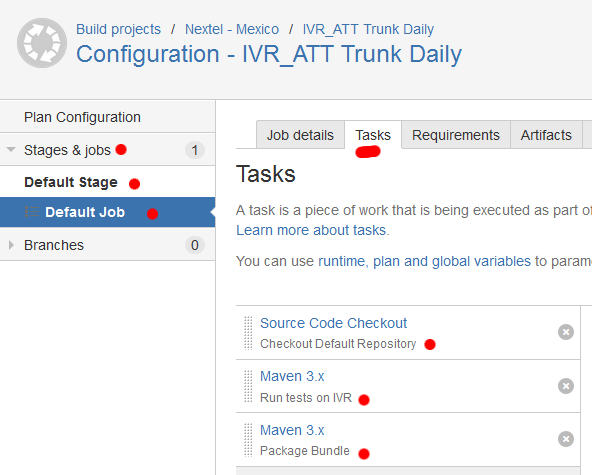 Build projects / Nextel - Mexico / IVR_ATT Trunk Daily
Configuration - IVR_ATT Trunk Daily
Plan Configuration
Stages & jobs 1
Default Stage
Default Job
Branches 0
Job details Tasks Requirements Artifacts
Tasks
A task is a piece of work that is being executed as part of
Learn more about tasks.
You can use runtime, plan and global variables to param
Source Code Checkout
Checkout Default Repository
Maven 3.x
Run tests on IVR
Maven 3.x
Package Bundle